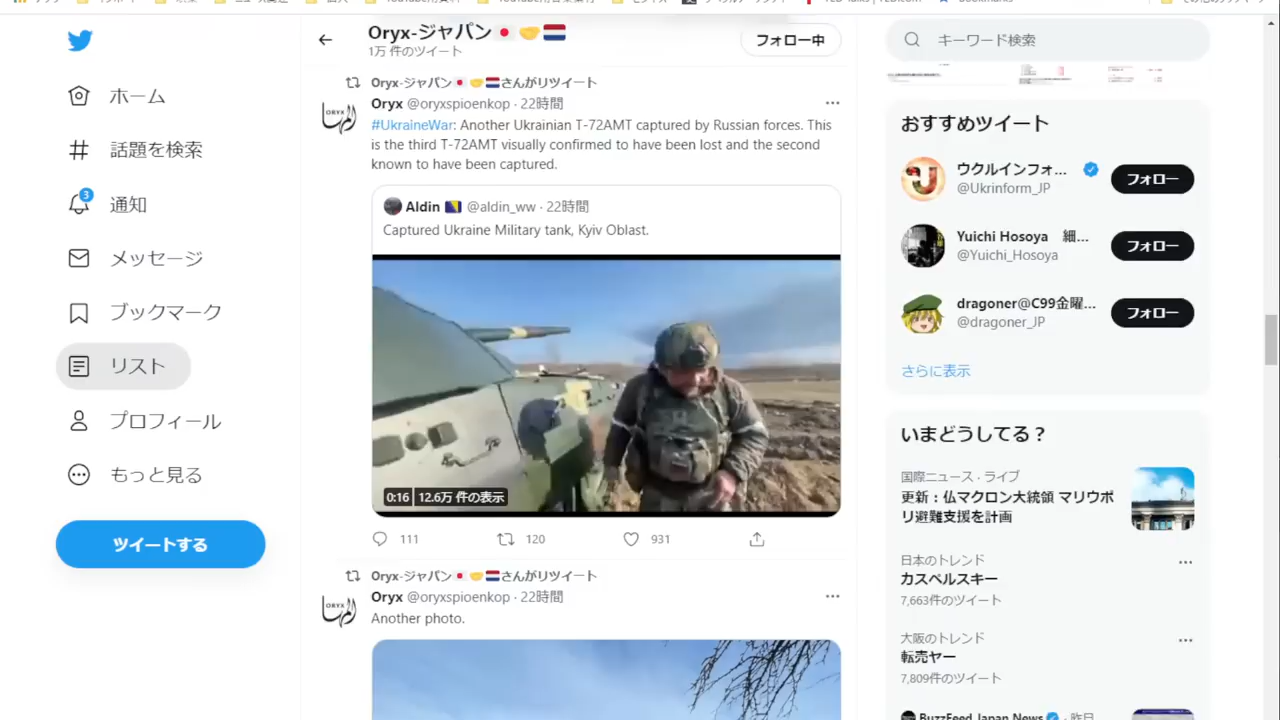 Oryx-ジャパン
1万 件のツイート
フォロー中
キーワード検索
ホーム
話題を検索
3
通知
メッセージ
ブックマーク
リスト
プロフィール
もっと見る
ツイートする
Oryx-ジャパン さんがリツイート
ORYX
Oryx @oryxspioenkop · 22時間
#UkraineWar: Another Ukrainian T-72AMT captured by Russian forces. This
is the third T-72AMT visually confirmed to have been lost and the second
known to have been captured.
Aldin @aldin_ww · 22時間
Captured Ukraine Military tank, Kyiv Oblast.
0:16 12.6万 件の表示
111
120
931
Oryx-ジャパン さんがリツイート
ORYX
Oryx @oryxspioenkop · 22時間
Another photo.
おすすめツイート
ウクルインフォ...
@Ukrinform_JP
フォロー
Yuichi Hosoya 細...
@Yuichi_Hosoya
フォロー
dragoner@C99金曜...
@dragoner_JP
フォロー
さらに表示
いまどうしてる？
国際ニュース · ライブ
更新：仏マクロン大統領 マリウポ
リ避難支援を計画
日本のトレンド
カスペルスキー
7,663件のツイート
大阪のトレンド
転売ヤー
7,809件のツイート
BuzzFeed Japan News · 昨日